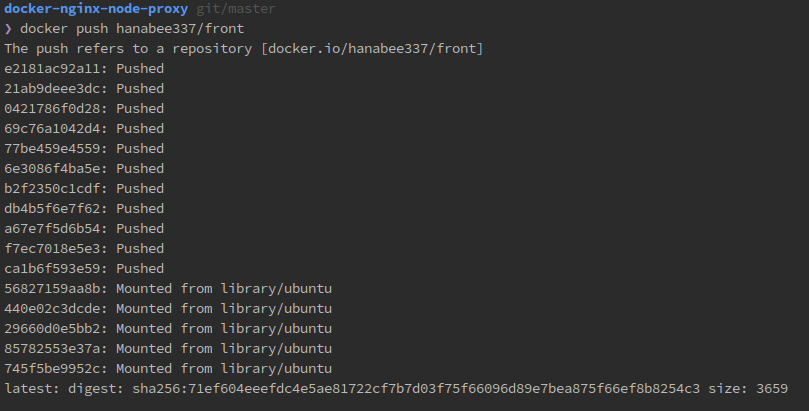 docker-nginx-node-proxy git/master
❯ docker push hanabee337/front
The push refers to a repository [docker.io/hanabee337/front]
e2181ac92a11: Pushed
21ab9deee3dc: Pushed
0421786f0d28: Pushed
69c76a1042d4: Pushed
77be459e4559: Pushed
6e3086f4ba5e: Pushed
b2f2350c1cdf: Pushed
db4b5f6e7f62: Pushed
a67e7f5d6b54: Pushed
f7ec7018e5e3: Pushed
ca1b6f593e59: Pushed
56827159aa8b: Mounted from library/ubuntu
440e02c3dcde: Mounted from library/ubuntu
29660d0e5bb2: Mounted from library/ubuntu
85782553e37a: Mounted from library/ubuntu
745f5be9952c: Mounted from library/ubuntu
latest: digest: sha256:71ef604eeefdc4e5ae81722cf7b7d03f75f66096d89e7bea875f66ef8b8254c3 size: 3659